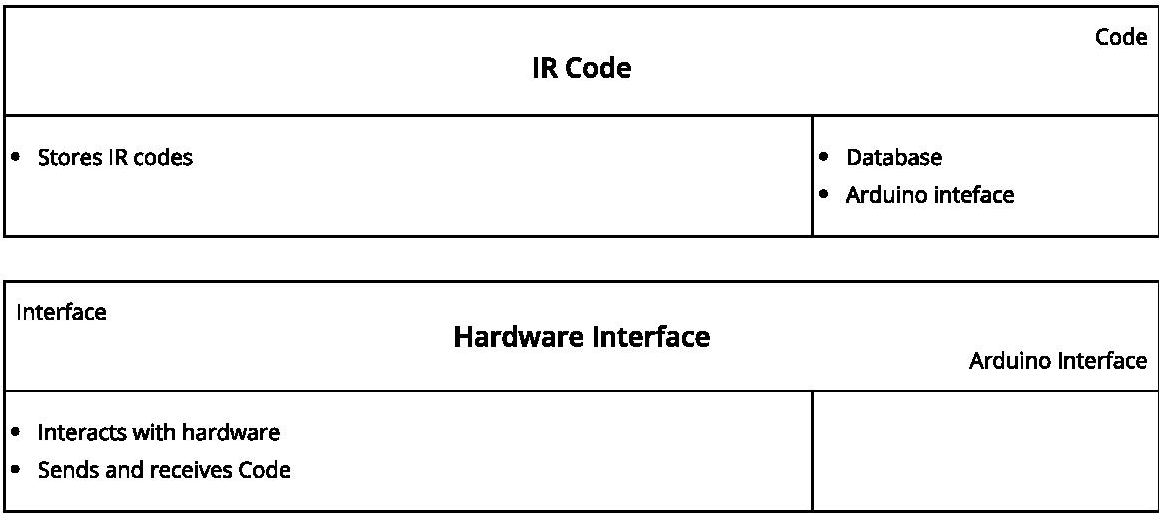 Code
IR Code
• Stores IR codes
• Database
• Arduino inteface
Interface
Hardware Interface
Arduino Interface
• Interacts with hardware
• Sends and receives Code